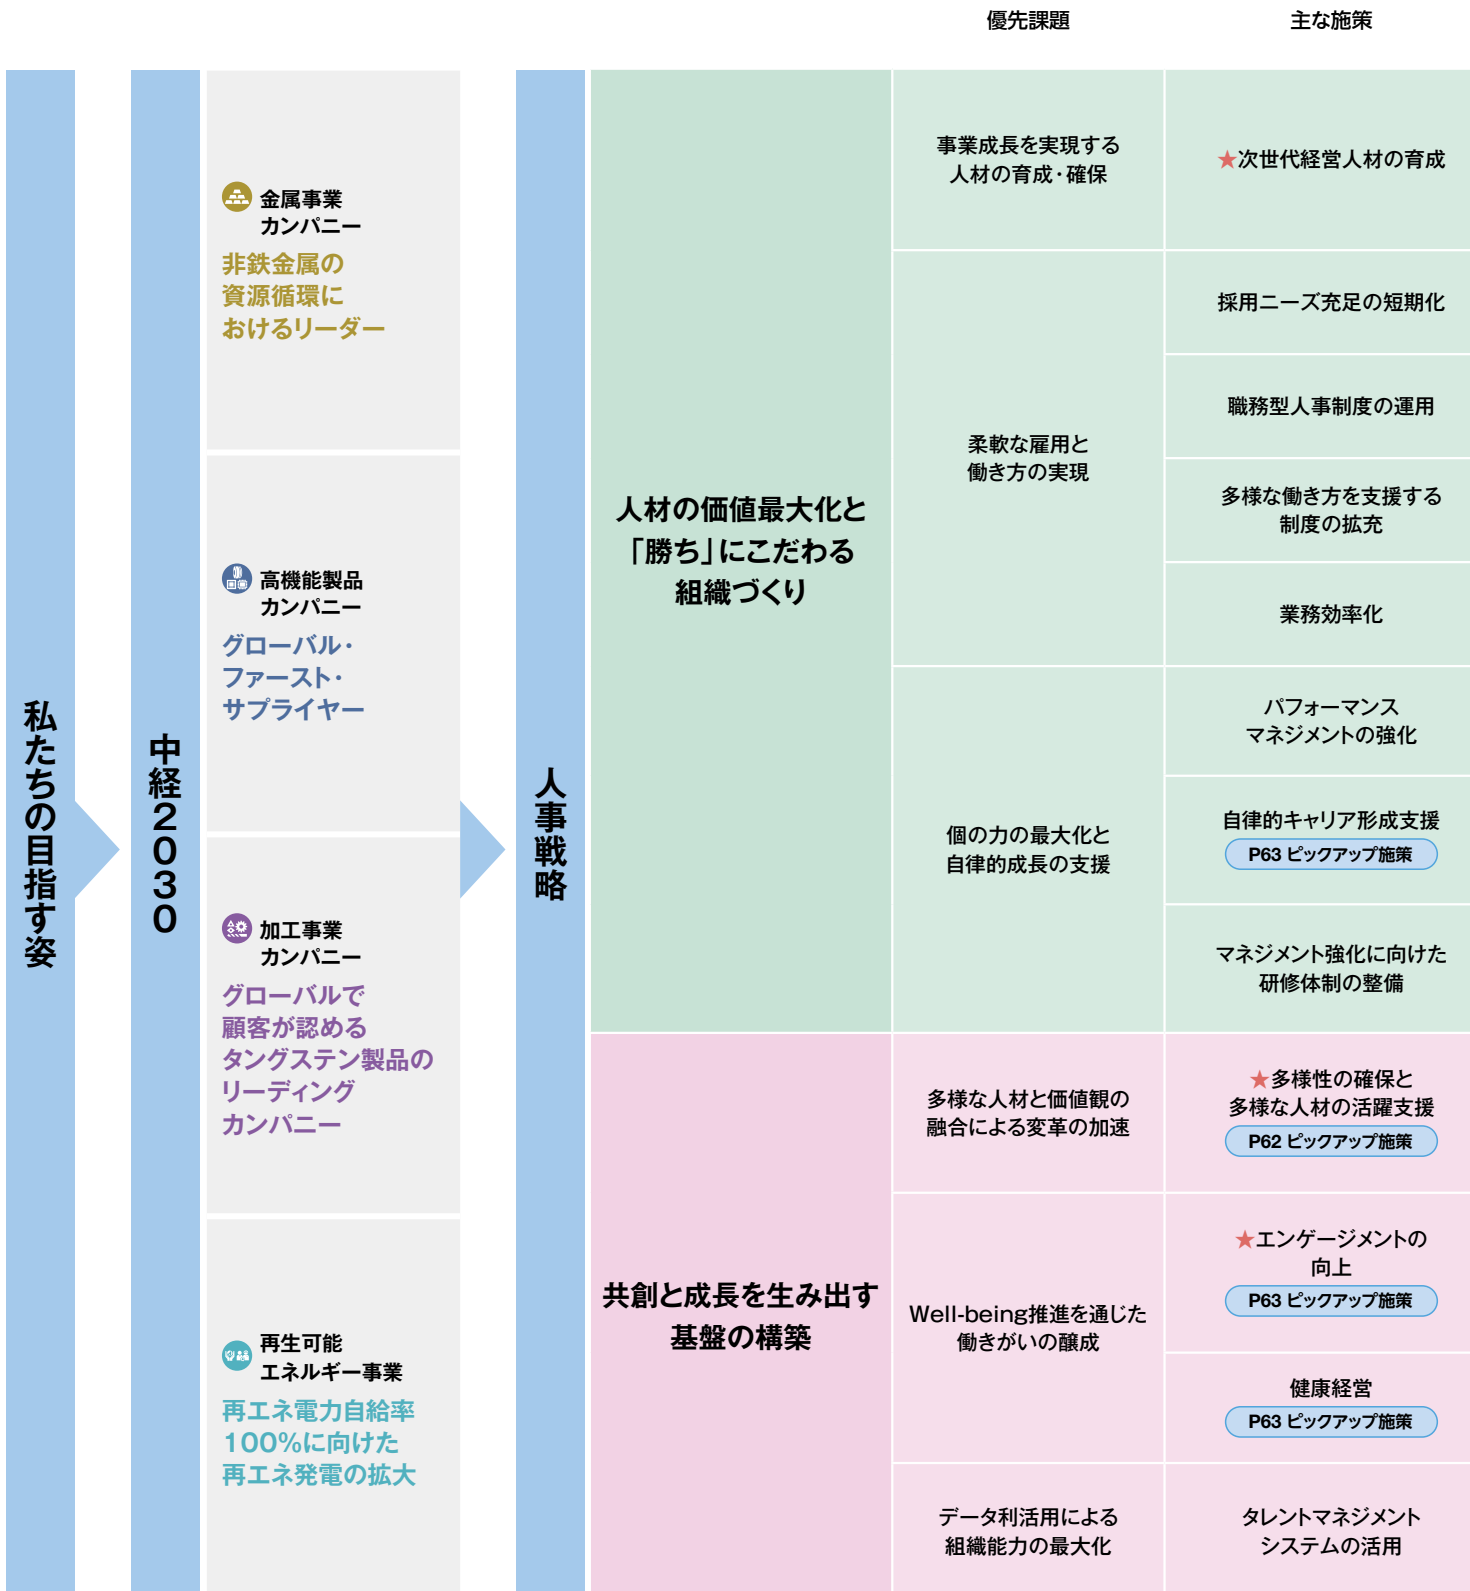 優先課題
主な施策
私たちの目指す姿
中経2030
金属事業
カンパニー
非鉄金属の
資源循環に
おけるリーダー
高機能製品
カンパニー
グローバル・
ファースト・
サプライヤー
加工事業
カンパニー
グローバルで
顧客が認める
タングステン製品の
リーディング
カンパニー
再生可能
エネルギー事業
再エネ電力自給率
100%に向けた
再エネ発電の拡大
人事戦略
人材の価値最大化と
「勝ち」にこだわる
組織づくり
事業成長を実現する
人材の育成・確保
★次世代経営人材の育成
柔軟な雇用と
働き方の実現
採用ニーズ充足の短期化
職務型人事制度の運用
多様な働き方を支援する
制度の拡充
業務効率化
個の力の最大化と
自律的成長の支援
パフォーマンス
マネジメントの強化
自律的キャリア形成支援
P63 ピックアップ施策
マネジメント強化に向けた
研修体制の整備
共創と成長を生み出す
基盤の構築
多様な人材と価値観の
融合による変革の加速
★多様性の確保と
多様な人材の活躍支援
P62 ピックアップ施策
Well-being推進を通じた
働きがいの醸成
★エンゲージメントの
向上
P63 ピックアップ施策
健康経営
P63 ピックアップ施策
データ利活用による
組織能力の最大化
タレントマネジメント
システムの活用